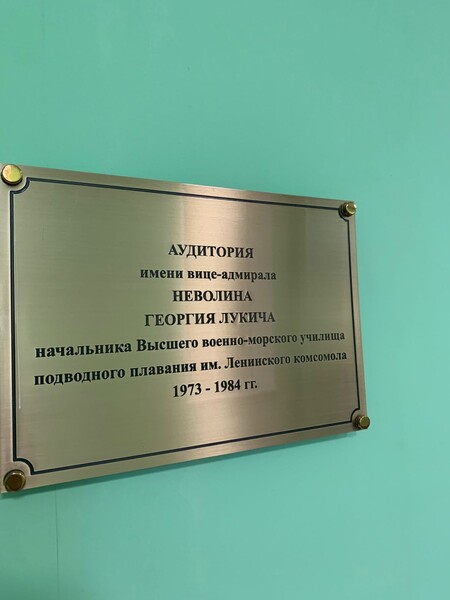 АУДИТОРИЯ
имени вице-адмирала
НЕВОЛИНА
ГЕОРГИЯ ЛУКИЧА
начальника Высшего военно-морского училища
подводного плавания им. Ленинского комсомола
1973 - 1984 гг.